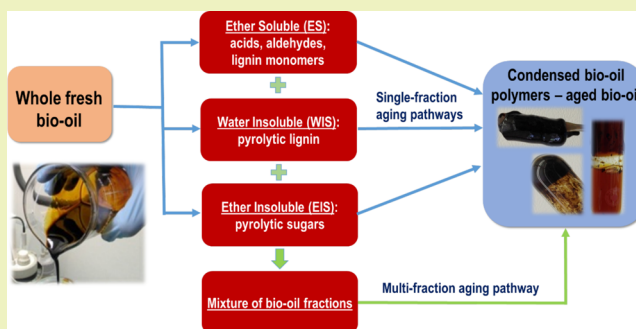 Whole fresh
bio-oil
Ether Soluble (ES):
acids, aldehydes,
lignin monomers
Water Insoluble (WIS):
pyrolytic lignin
Ether Insoluble (EIS):
pyrolytic sugars
Mixture of bio-oil fractions
Single-fraction
aging pathways
Multi-fraction aging pathway
Condensed bio-oil
polymers – aged bio-oi